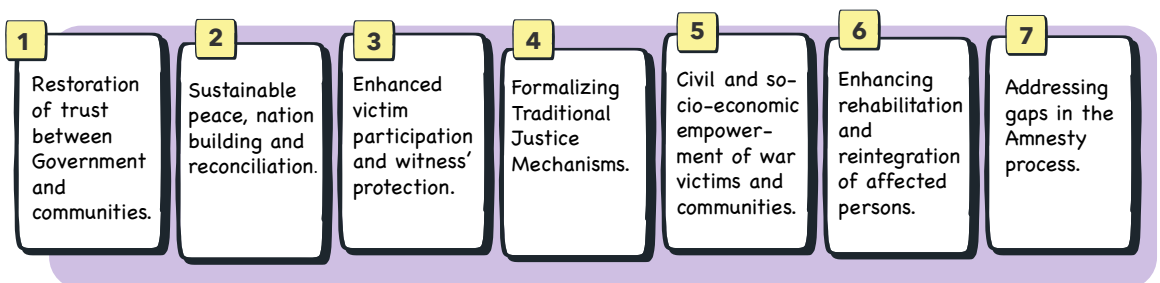 1
Restoration
of trust
between
Government
and
communities.
2
Sustainable
peace, nation
building and
reconciliation.
3
Enhanced
victim
participation
and witness'
protection.
4
Formalizing
Traditional
Justice
Mechanisms.
5
Civil and so-
cio-economic
empower-
ment of war
victims and
communities.
6
Enhancing
rehabilitation
and
reintegration
of affected
persons.
7
Addressing
gaps in the
Amnesty
process.